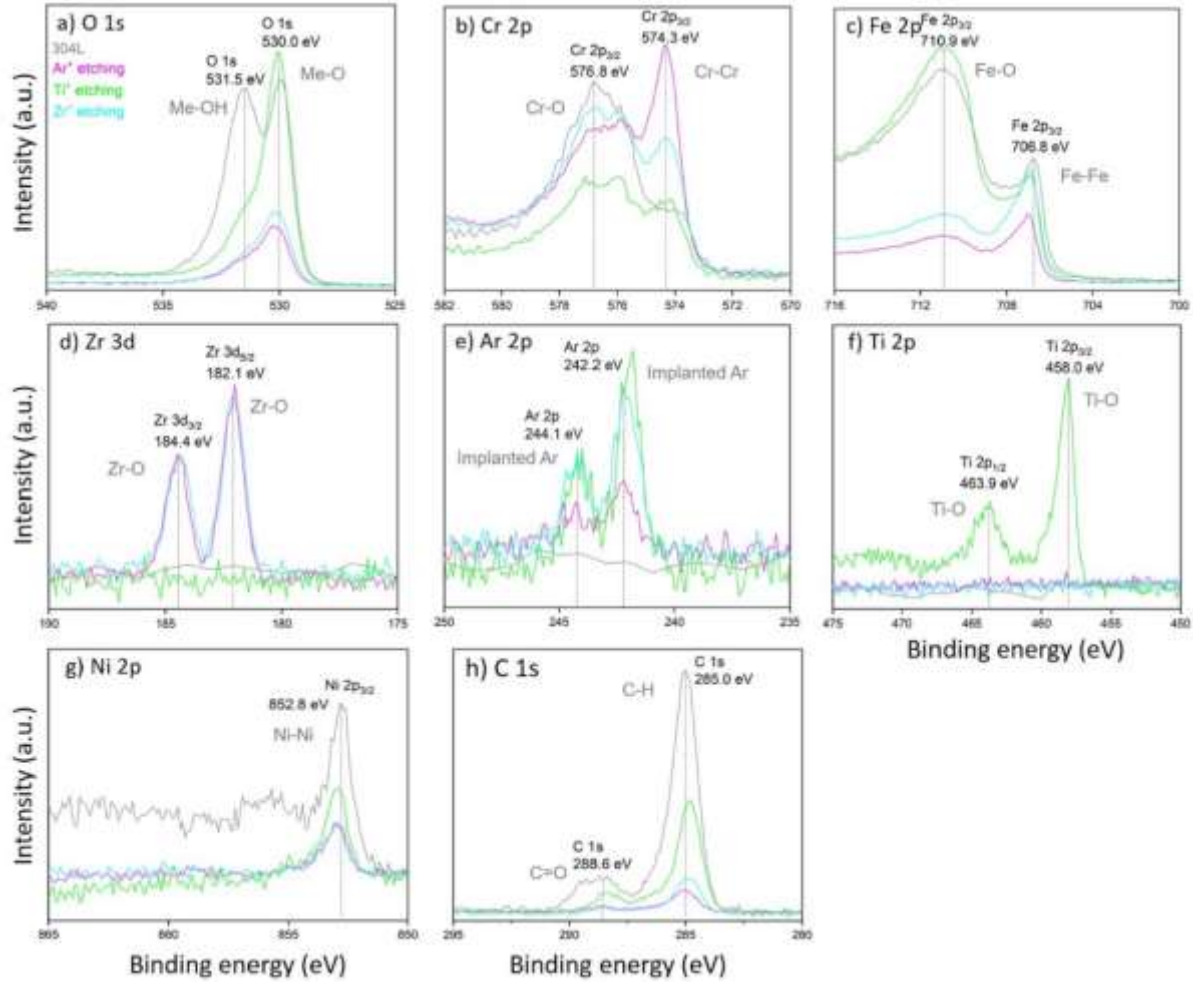 a) O 1s
304L
Ar⁺ etching
Ti⁺ etching
Zr⁺ etching
O 1s
531.5 eV
Me-OH
O 1s
530.0 eV
Me-O
Intensity (a.u.)
540 535 530 525
b) Cr 2p
Cr 2p3/2
576.8 eV
Cr-O
Cr 2p3/2
574.3 eV
Cr-Cr
582 580 578 576 574 572 570
c) Fe 2p
Fe 2p3/2
710.9 eV
Fe-O
Fe 2p3/2
706.8 eV
Fe-Fe
716 712 708 704 700
d) Zr 3d
Zr 3d5/2
182.1 eV
Zr-O
Zr 3d3/2
184.4 eV
Zr-O
Intensity (a.u.)
190 185 180 175
e) Ar 2p
Ar 2p
242.2 eV
Implanted Ar
Ar 2p
244.1 eV
Implanted Ar
250 245 240 235
f) Ti 2p
Ti 2p3/2
458.0 eV
Ti-O
Ti 2p1/2
463.9 eV
Ti-O
475 470 465 460 455 450
Binding energy (eV)
g) Ni 2p
Ni 2p3/2
852.8 eV
Ni-Ni
Intensity (a.u.)
865 860 855 850
Binding energy (eV)
h) C 1s
C 1s
285.0 eV
C-H
C 1s
288.6 eV
C=O
295 290 285 280
Binding energy (eV)